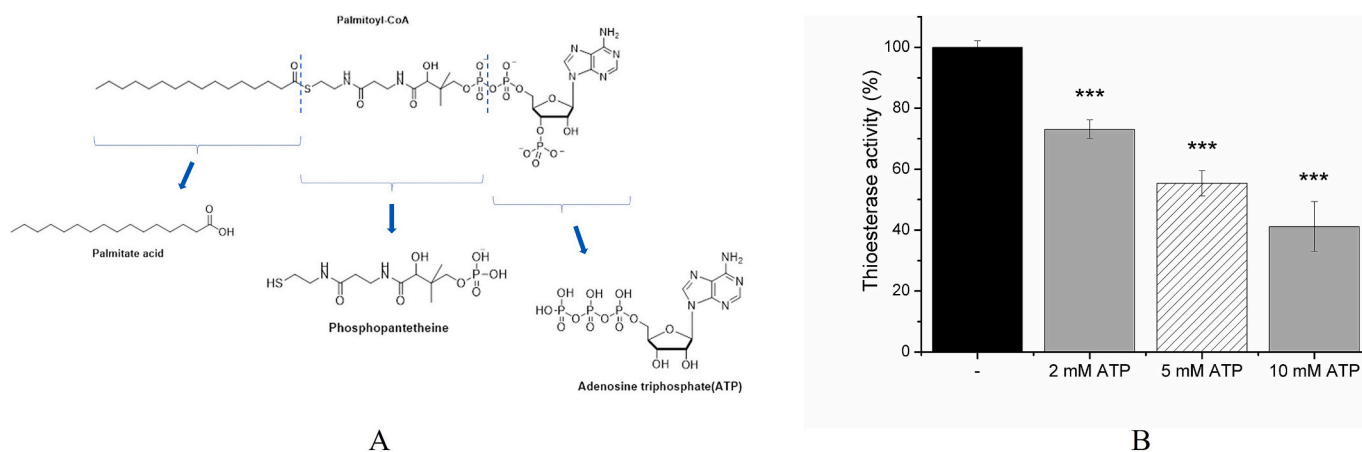 Palmitoyl-CoA
NH₂
N
N
N
N
O
S
H
N
O
H
N
O
OH
O
O⁻
P
O
O
O⁻
P
O
O
O
OH
O
O⁻
P
O⁻
O
O
OH
Palmitate acid
HS
H
N
O
H
N
O
OH
O
OH⁻
P
OH
O
Phosphopantetheine
NH₂
N
N
N
N
OH
HO
P
O
O
OH
P
O
O
OH
P
O
O
O
OH
OH
Adenosine triphosphate(ATP)
A
Thioesterase activity (%)
100
80
60
40
20
0
***
***
***
-
2 mM ATP
5 mM ATP
10 mM ATP
B